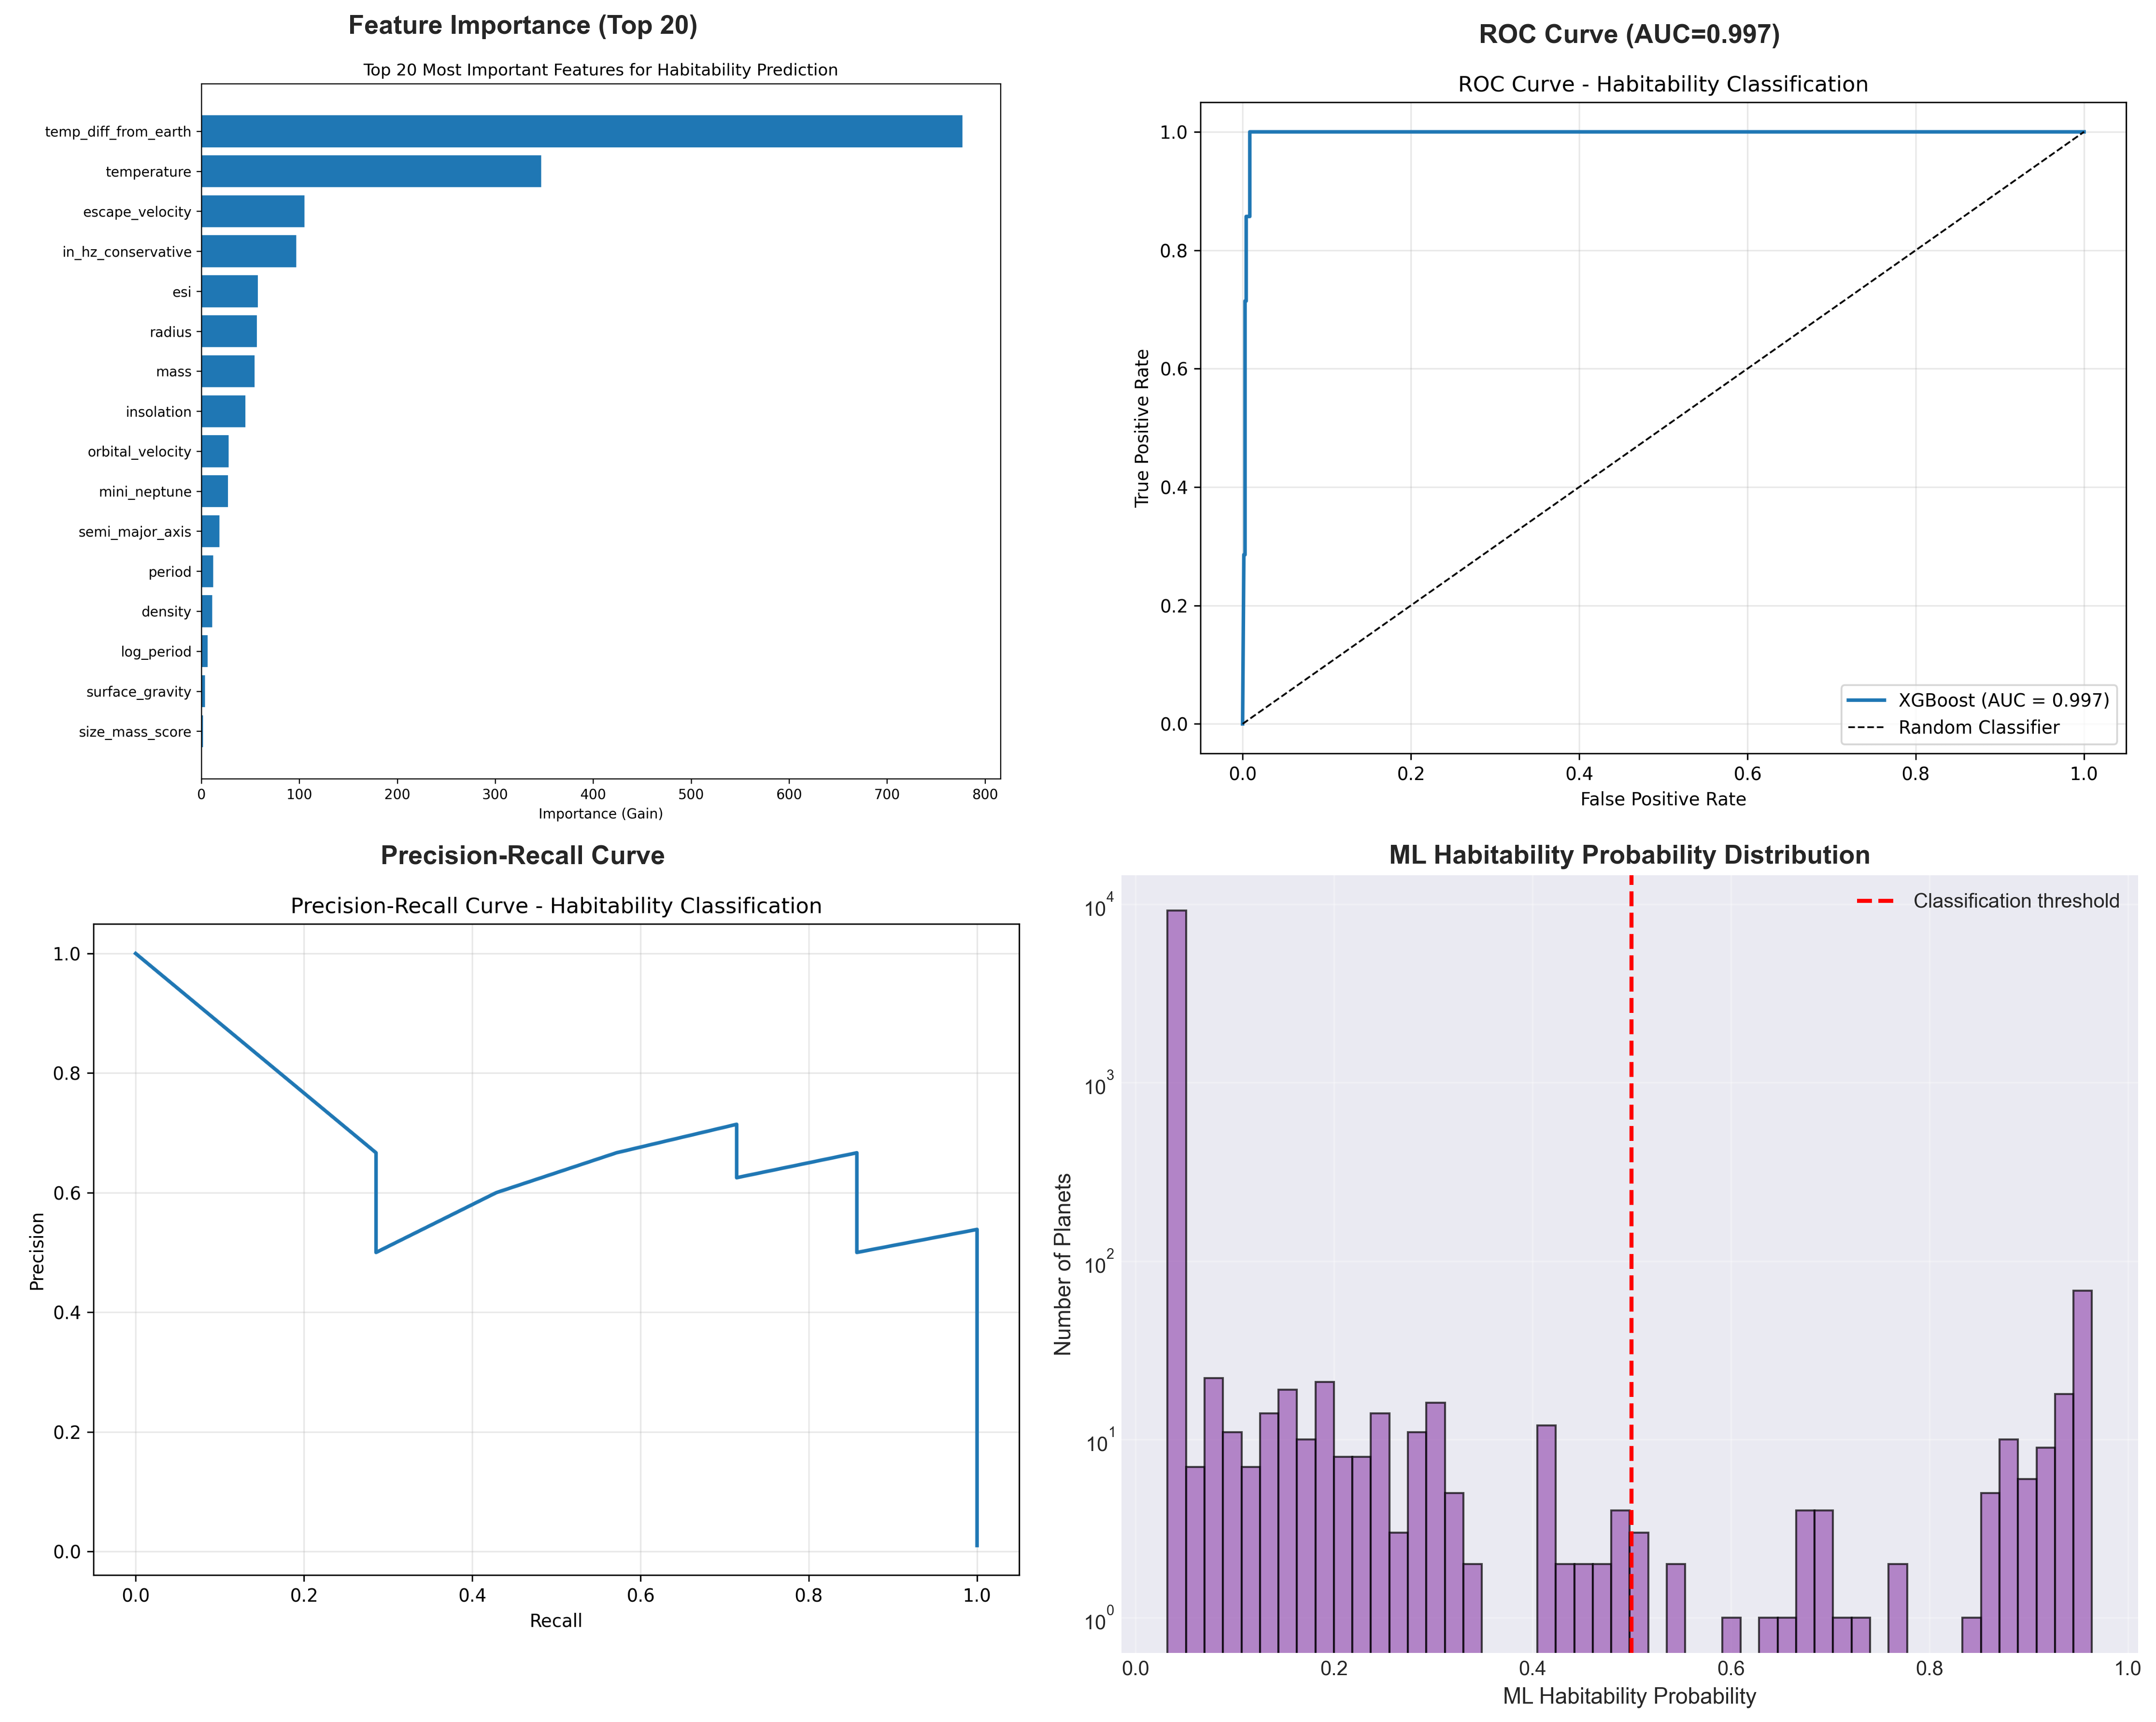 Feature Importance (Top 20)
Top 20 Most Important Features for Habitability Prediction
temp_diff_from_earth
temperature
escape_velocity
in_hz_conservative
esi
radius
mass
insolation
orbital_velocity
mini_neptune
semi_major_axis
period
density
log_period
surface_gravity
size_mass_score
0 100 200 300 400 500 600 700 800
Importance (Gain)
ROC Curve (AUC=0.997)
ROC Curve - Habitability Classification
True Positive Rate
1.0
0.8
0.6
0.4
0.2
0.0
XGBoost (AUC = 0.997)
Random Classifier
0.0 0.2 0.4 0.6 0.8 1.0
False Positive Rate
Precision-Recall Curve
Precision-Recall Curve - Habitability Classification
Precision
1.0
0.8
0.6
0.4
0.2
0.0
0.0 0.2 0.4 0.6 0.8 1.0
Recall
ML Habitability Probability Distribution
Classification threshold
Number of Planets
10^4
10^3
10^2
10^1
10^0
0.0 0.2 0.4 0.6 0.8 1.0
ML Habitability Probability